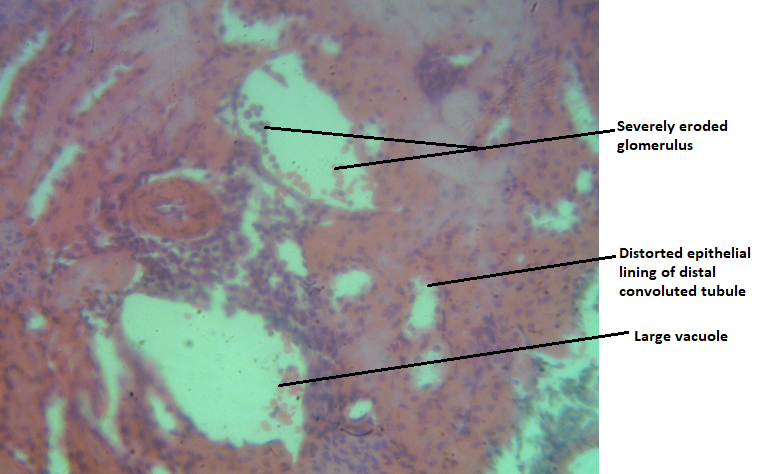 Severely eroded
glomerulus
Distorted epithelial
lining of distal
convoluted tubule
Large vacuole